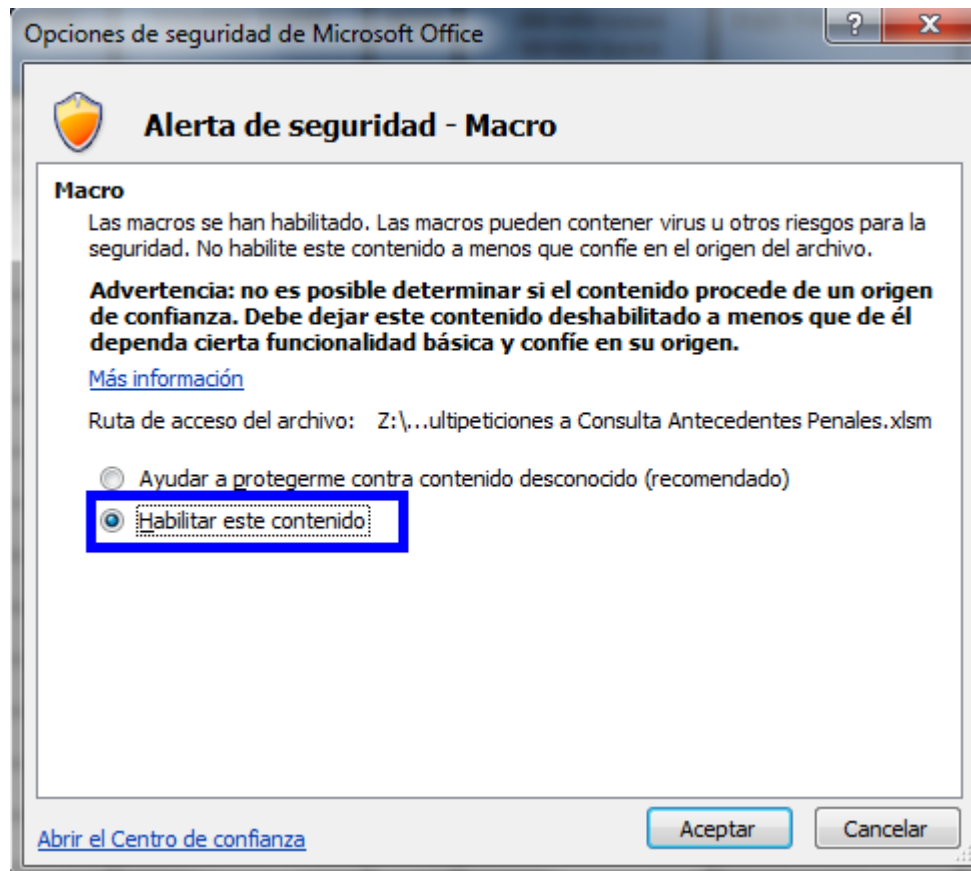 Opciones de seguridad de Microsoft Office
?
X
Alerta de seguridad - Macro
Macro
Las macros se han habilitado. Las macros pueden contener virus u otros riesgos para la
seguridad. No habilite este contenido a menos que confíe en el origen del archivo.
Advertencia: no es posible determinar si el contenido procede de un origen
de confianza. Debe dejar este contenido deshabilitado a menos que de él
dependa cierta funcionalidad básica y confíe en su origen.
Más información
Ruta de acceso del archivo: Z:\...ultipeticiones a Consulta Antecedentes Penales.xlsm
Ayudar a protegerme contra contenido desconocido (recomendado)
Habilitar este contenido
Abrir el Centro de confianza
Aceptar
Cancelar